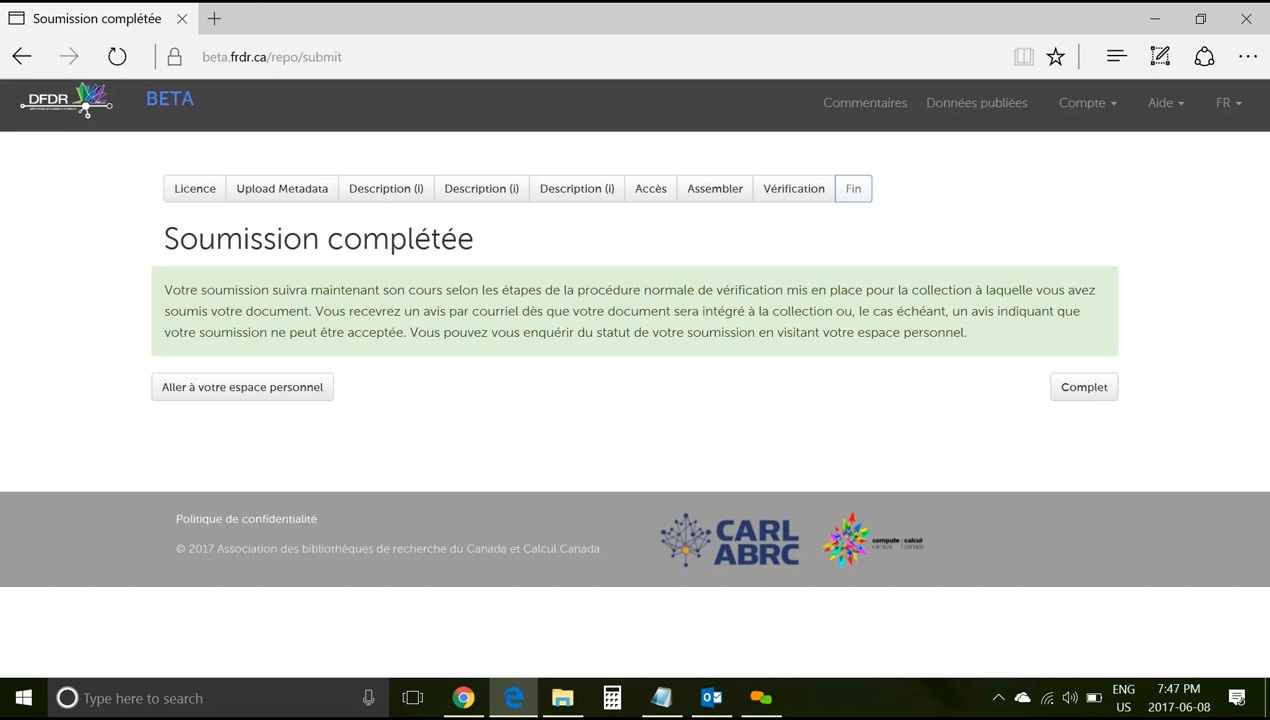 Soumission complétée
beta.frdr.ca/repo/submit
DFDR
BETA
Commentaires Données publiées Compte Aide FR
Licence Upload Metadata Description (i) Description (i) Description (i) Accès Assembler Vérification Fin
Soumission complétée
Votre soumission suivra maintenant son cours selon les étapes de la procédure normale de vérification mis en place pour la collection à laquelle vous avez
soumis votre document. Vous recevrez un avis par courriel dès que votre document sera intégré à la collection ou, le cas échéant, un avis indiquant que
votre soumission ne peut être acceptée. Vous pouvez vous enquérir du statut de votre soumission en visitant votre espace personnel.
Aller à votre espace personnel Complet
Politique de confidentialité
© 2017 Association des bibliothèques de recherche du Canada et Calcul Canada
CARL
ABRC
compute | calcul
canada | canada
Type here to search
ENG
US
7:47 PM
2017-06-08